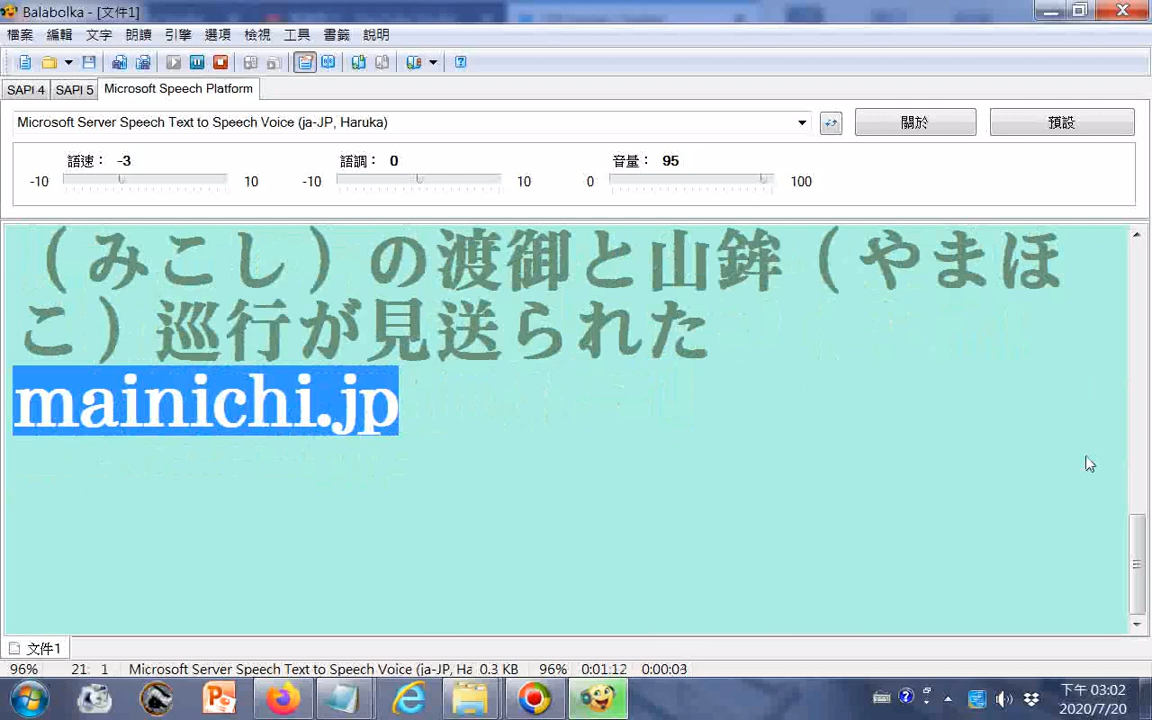 Balabolka - [文件1]
檔案 編輯 文字 朗讀 引擎 選項 檢視 工具 書籤 說明
SAPI 4 SAPI 5 Microsoft Speech Platform
Microsoft Server Speech Text to Speech Voice (ja-JP, Haruka) 關於 預設
語速： -3 語調： 0 音量： 95
-10 10 -10 10 0 100
（みこし）の渡御と山鉾（やまほ
こ）巡行が見送られた
mainichi.jp
文件1
96% 21: 1 Microsoft Server Speech Text to Speech Voice (ja-JP, Ha 0.3 KB 96% 0:01:12 0:00:03
下午 03:02
2020/7/20